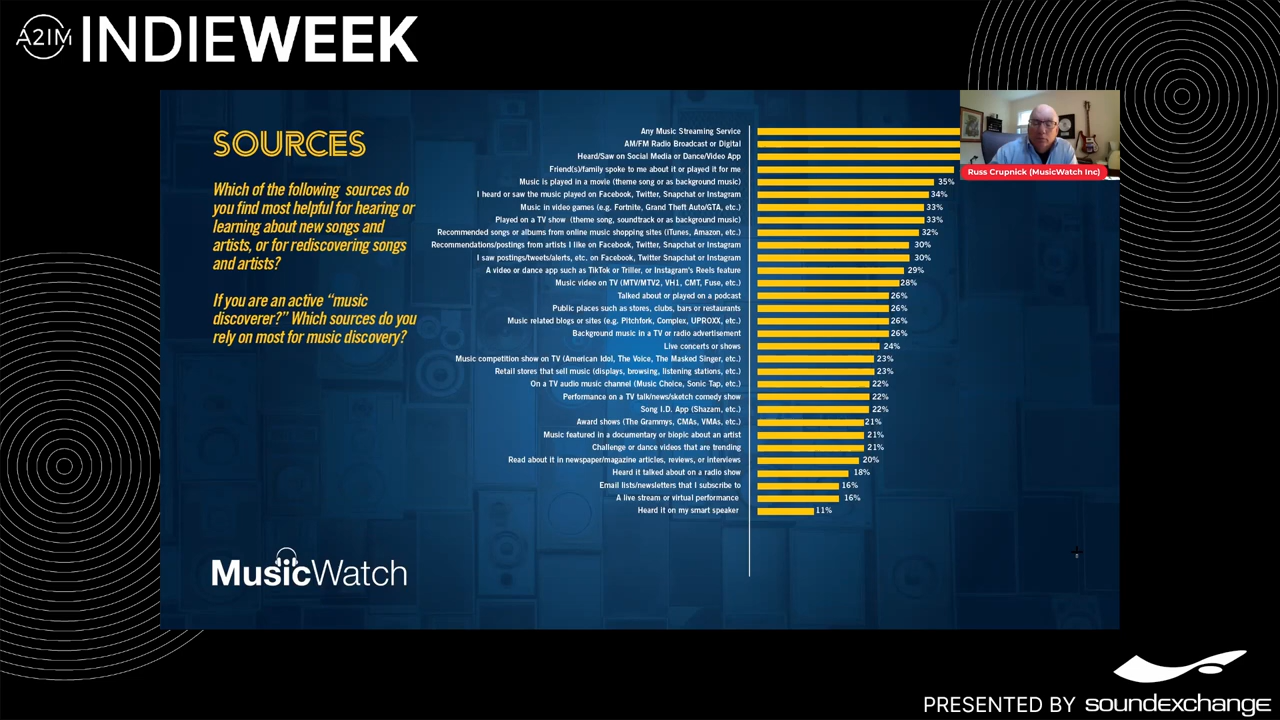 A2IM INDIEWEEK
SOURCES
Which of the following sources do
you find most helpful for hearing or
learning about new songs and
artists, or for rediscovering songs
and artists?
If you are an active “music
discoverer?” Which sources do you
rely on most for music discovery?
Any Music Streaming Service
AM/FM Radio Broadcast or Digital
Heard/Saw on Social Media or Dance/Video App
Friend(s)/family spoke to me about it or played it for me
Music is played in a movie (theme song or as background music) 35%
I heard or saw the music played on Facebook, Twitter, Snapchat or Instagram 34%
Music in video games (e.g. Fortnite, Grand Theft Auto/GTA, etc.) 33%
Played on a TV show (theme song, soundtrack or as background music) 33%
Recommended songs or albums from online music shopping sites (iTunes, Amazon, etc.) 32%
Recommendations/postings from artists I like on Facebook, Twitter, Snapchat or Instagram 30%
I saw postings/tweets/alerts, etc. on Facebook, Twitter Snapchat or Instagram 30%
A video or dance app such as TikTok or Triller, or Instagram's Reels feature 29%
Music video on TV (MTV/MTV2, VH1, CMT, Fuse, etc.) 28%
Talked about or played on a podcast 26%
Public places such as stores, clubs, bars or restaurants 26%
Music related blogs or sites (e.g. Pitchfork, Complex, UPROXX, etc.) 26%
Background music in a TV or radio advertisement 26%
Live concerts or shows 24%
Music competition show on TV (American Idol, The Voice, The Masked Singer, etc.) 23%
Retail stores that sell music (displays, browsing, listening stations, etc.) 23%
On a TV audio music channel (Music Choice, Sonic Tap, etc.) 22%
Performance on a TV talk/news/sketch comedy show 22%
Song I.D. App (Shazam, etc.) 22%
Award shows (The Grammys, CMAs, VMAs, etc.) 21%
Music featured in a documentary or biopic about an artist 21%
Challenge or dance videos that are trending 21%
Read about it in newspaper/magazine articles, reviews, or interviews 20%
Heard it talked about on a radio show 18%
Email lists/newsletters that I subscribe to 16%
A live stream or virtual performance 16%
Heard it on my smart speaker 11%
Russ Crupnick (MusicWatch Inc)
MusicWatch
PRESENTED BY soundexchange